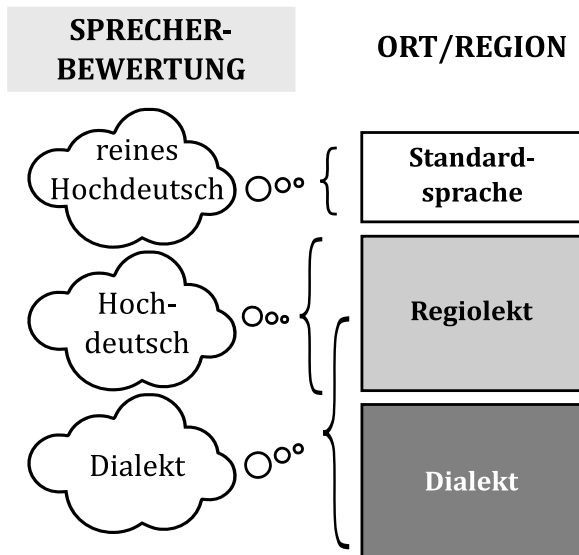 SPRECHER-
BEWERTUNG
ORT/REGION
reines
Hochdeutsch
Standard-
sprache
Hoch-
deutsch
Regiolekt
Dialekt
Dialekt